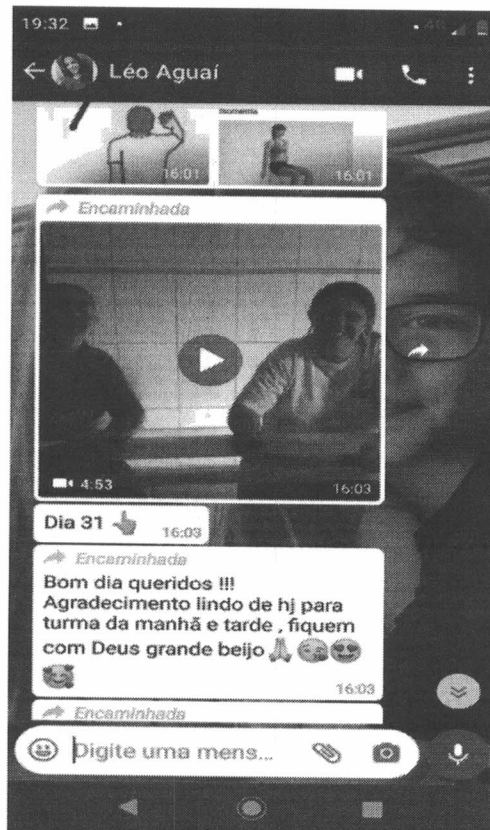 19:32
Léo Aguaí
Isometria
16:01
16:01
Encaminhada
4:53
16:03
Dia 31
16:03
Encaminhada
Bom dia queridos !!!
Agradecimento lindo de hj para
turma da manhã e tarde , fiquem
com Deus grande beijo
16:03
Encaminhada
Digite uma mens...